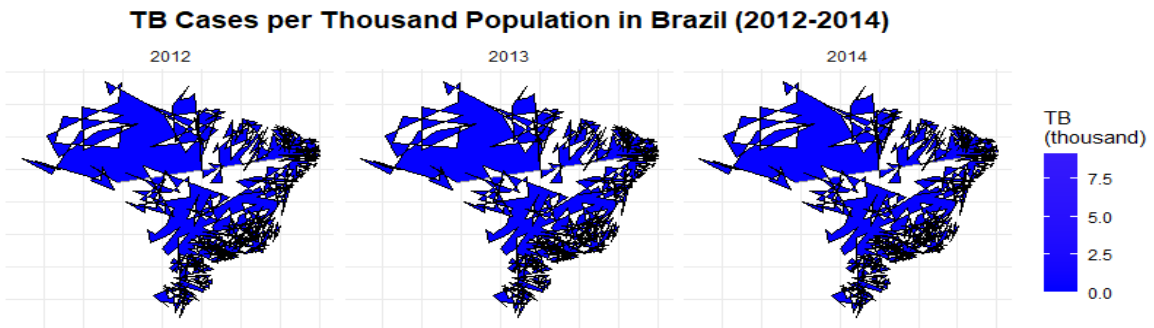 TB Cases per Thousand Population in Brazil (2012-2014)
2012
2013
2014
TB
(thousand)
7.5
5.0
2.5
0.0